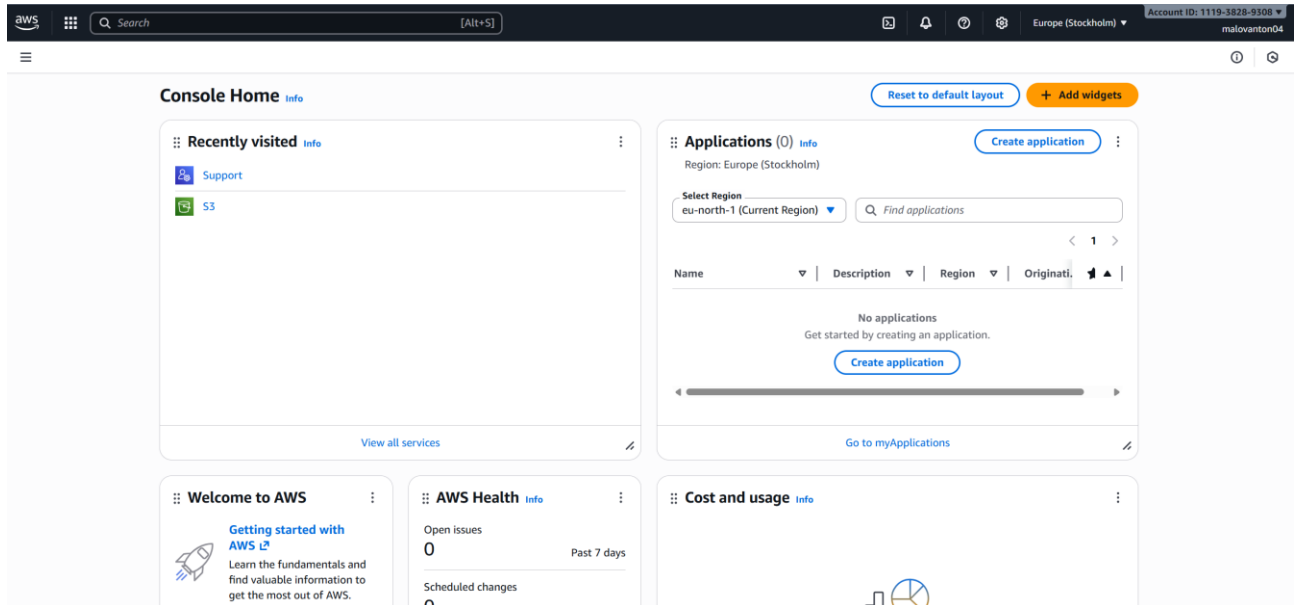 aws
Search [Alt+S]
Europe (Stockholm) ▼
Account ID: 1119-3828-9308 ▼
malovanton04
Console Home Info
Reset to default layout
+ Add widgets
Recently visited Info
Support
S3
View all services
Applications (0) Info
Create application
Region: Europe (Stockholm)
Select Region
eu-north-1 (Current Region) ▼
Find applications
1
Name
Description
Region
Originati.
No applications
Get started by creating an application.
Create application
Go to myApplications
Welcome to AWS
Getting started with
AWS
Learn the fundamentals and
find valuable information to
get the most out of AWS.
AWS Health Info
Open issues
0
Past 7 days
Scheduled changes
0
Cost and usage Info